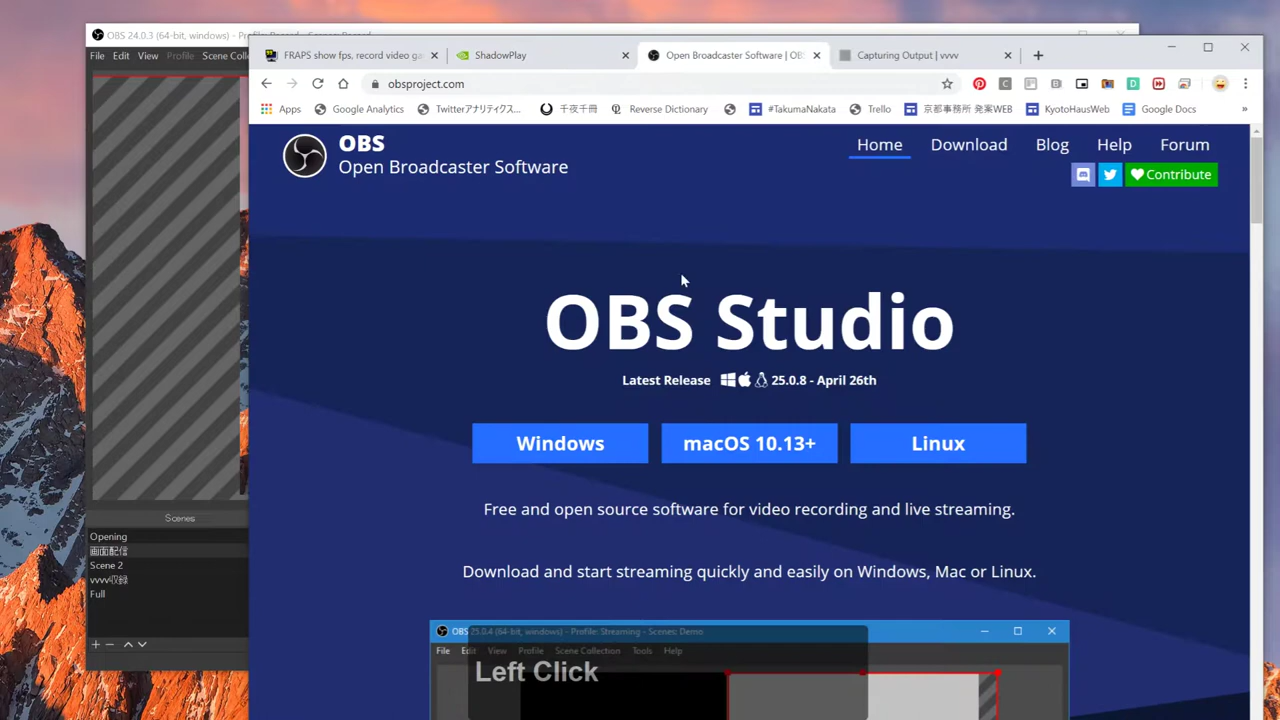 OBS 24.0.3 (64-bit, windows) - Profile: Record - Scenes: Record
File Edit View Profile Scene Coll
FRAPS show fps, record video ga
ShadowPlay
Open Broadcaster Software | OBS
Capturing Output | vvvv
obsproject.com
Apps
Google Analytics
Twitterアナリティクス...
千夜千冊
Reverse Dictionary
#TakumaNakata
Trello
京都事務所 発案WEB
KyotoHausWeb
Google Docs
»
OBS
Open Broadcaster Software
Home Download Blog Help Forum
Contribute
OBS Studio
Latest Release 25.0.8 - April 26th
Windows macOS 10.13+ Linux
Free and open source software for video recording and live streaming.
Download and start streaming quickly and easily on Windows, Mac or Linux.
OBS 25.0.4 (64-bit, windows) - Profile: Streaming - Scenes: Demo
File Edit View Profile Scene Collection Tools Help
Left Click
Scenes
Opening
画面配信
Scene 2
vvvv収録
Full